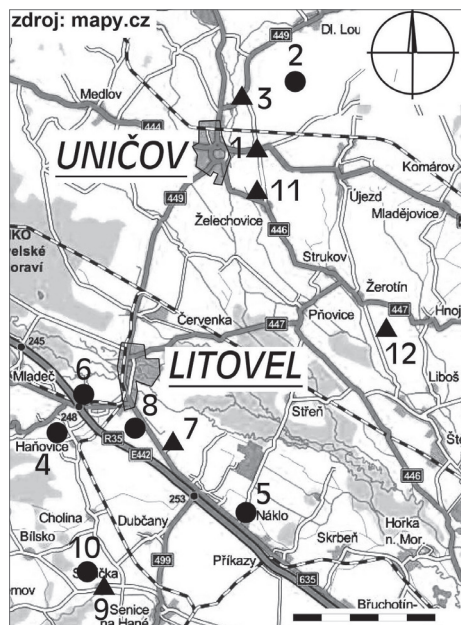 zdroj: mapy.cz
449
Dl. Lou
2
Medlov
3
444
UNIČOV
1
Komárov
11
Újezd
449
Želechovice
446
Mladějovice
KO
elské
oraví
Strukov
Žerotín
447
Hnoj
Červenka
447
Pňovice
245
12
6
LITOVEL
Mladeč
Liboš
8
Střeň
248
7
R35
Haňovice
4
E442
446
253
5
Cholina
Náklo
Dubčany
Horka
n. Mor.
Bílsko
Skrbeň
499
10
Příkazy
635
9
Senice
na Hané
Břuchotín-